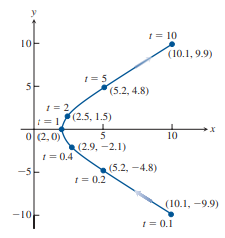 y
t = 10
10
(10.1, 9.9)
t = 5
5
(5.2, 4.8)
t = 2
(2.5, 1.5)
t = 1
0
(2, 0)
5
10
x
(2.9, −2.1)
t = 0.4
−5
(5.2, −4.8)
t = 0.2
(10.1, −9.9)
−10
t = 0.1